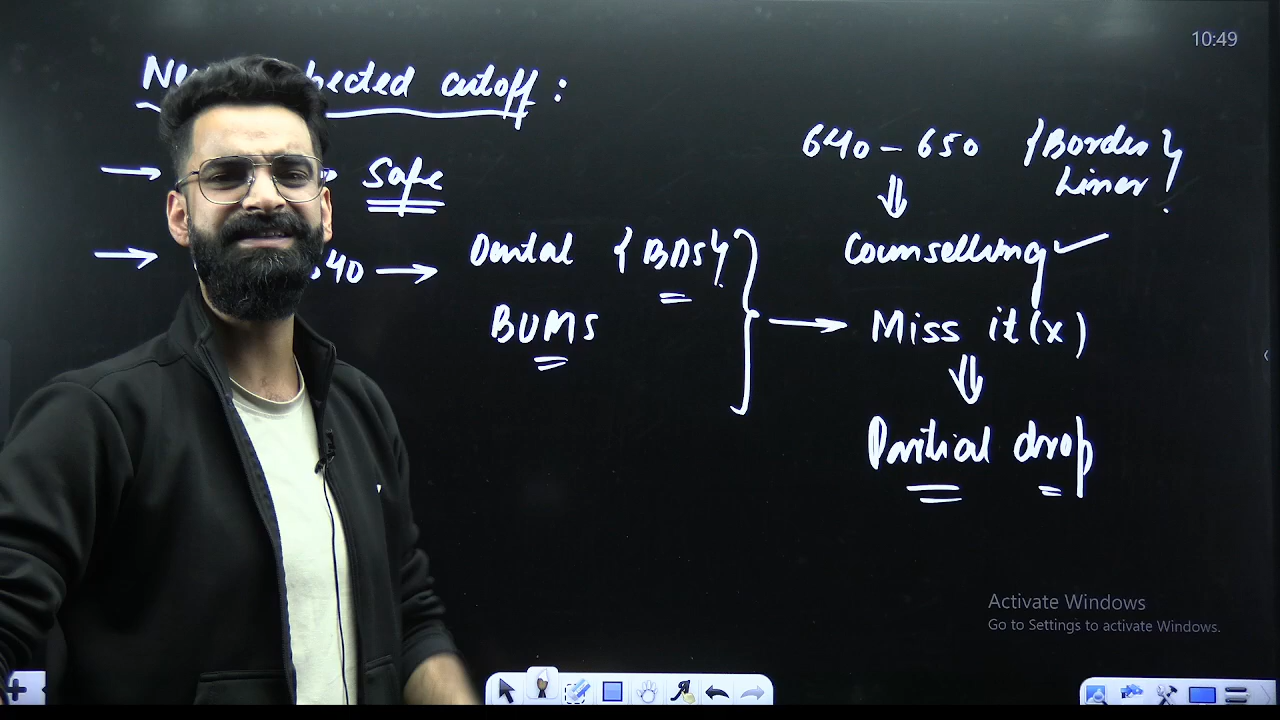 10:49
cutoff :
→ Safe
→ 640 → Dental {BDS}
BUMS
640 - 650 {Border
Liner}
⇓
Counselling ✓
→ Miss it (x)
⇓
Partial drop
Activate Windows
Go to Settings to activate Windows.